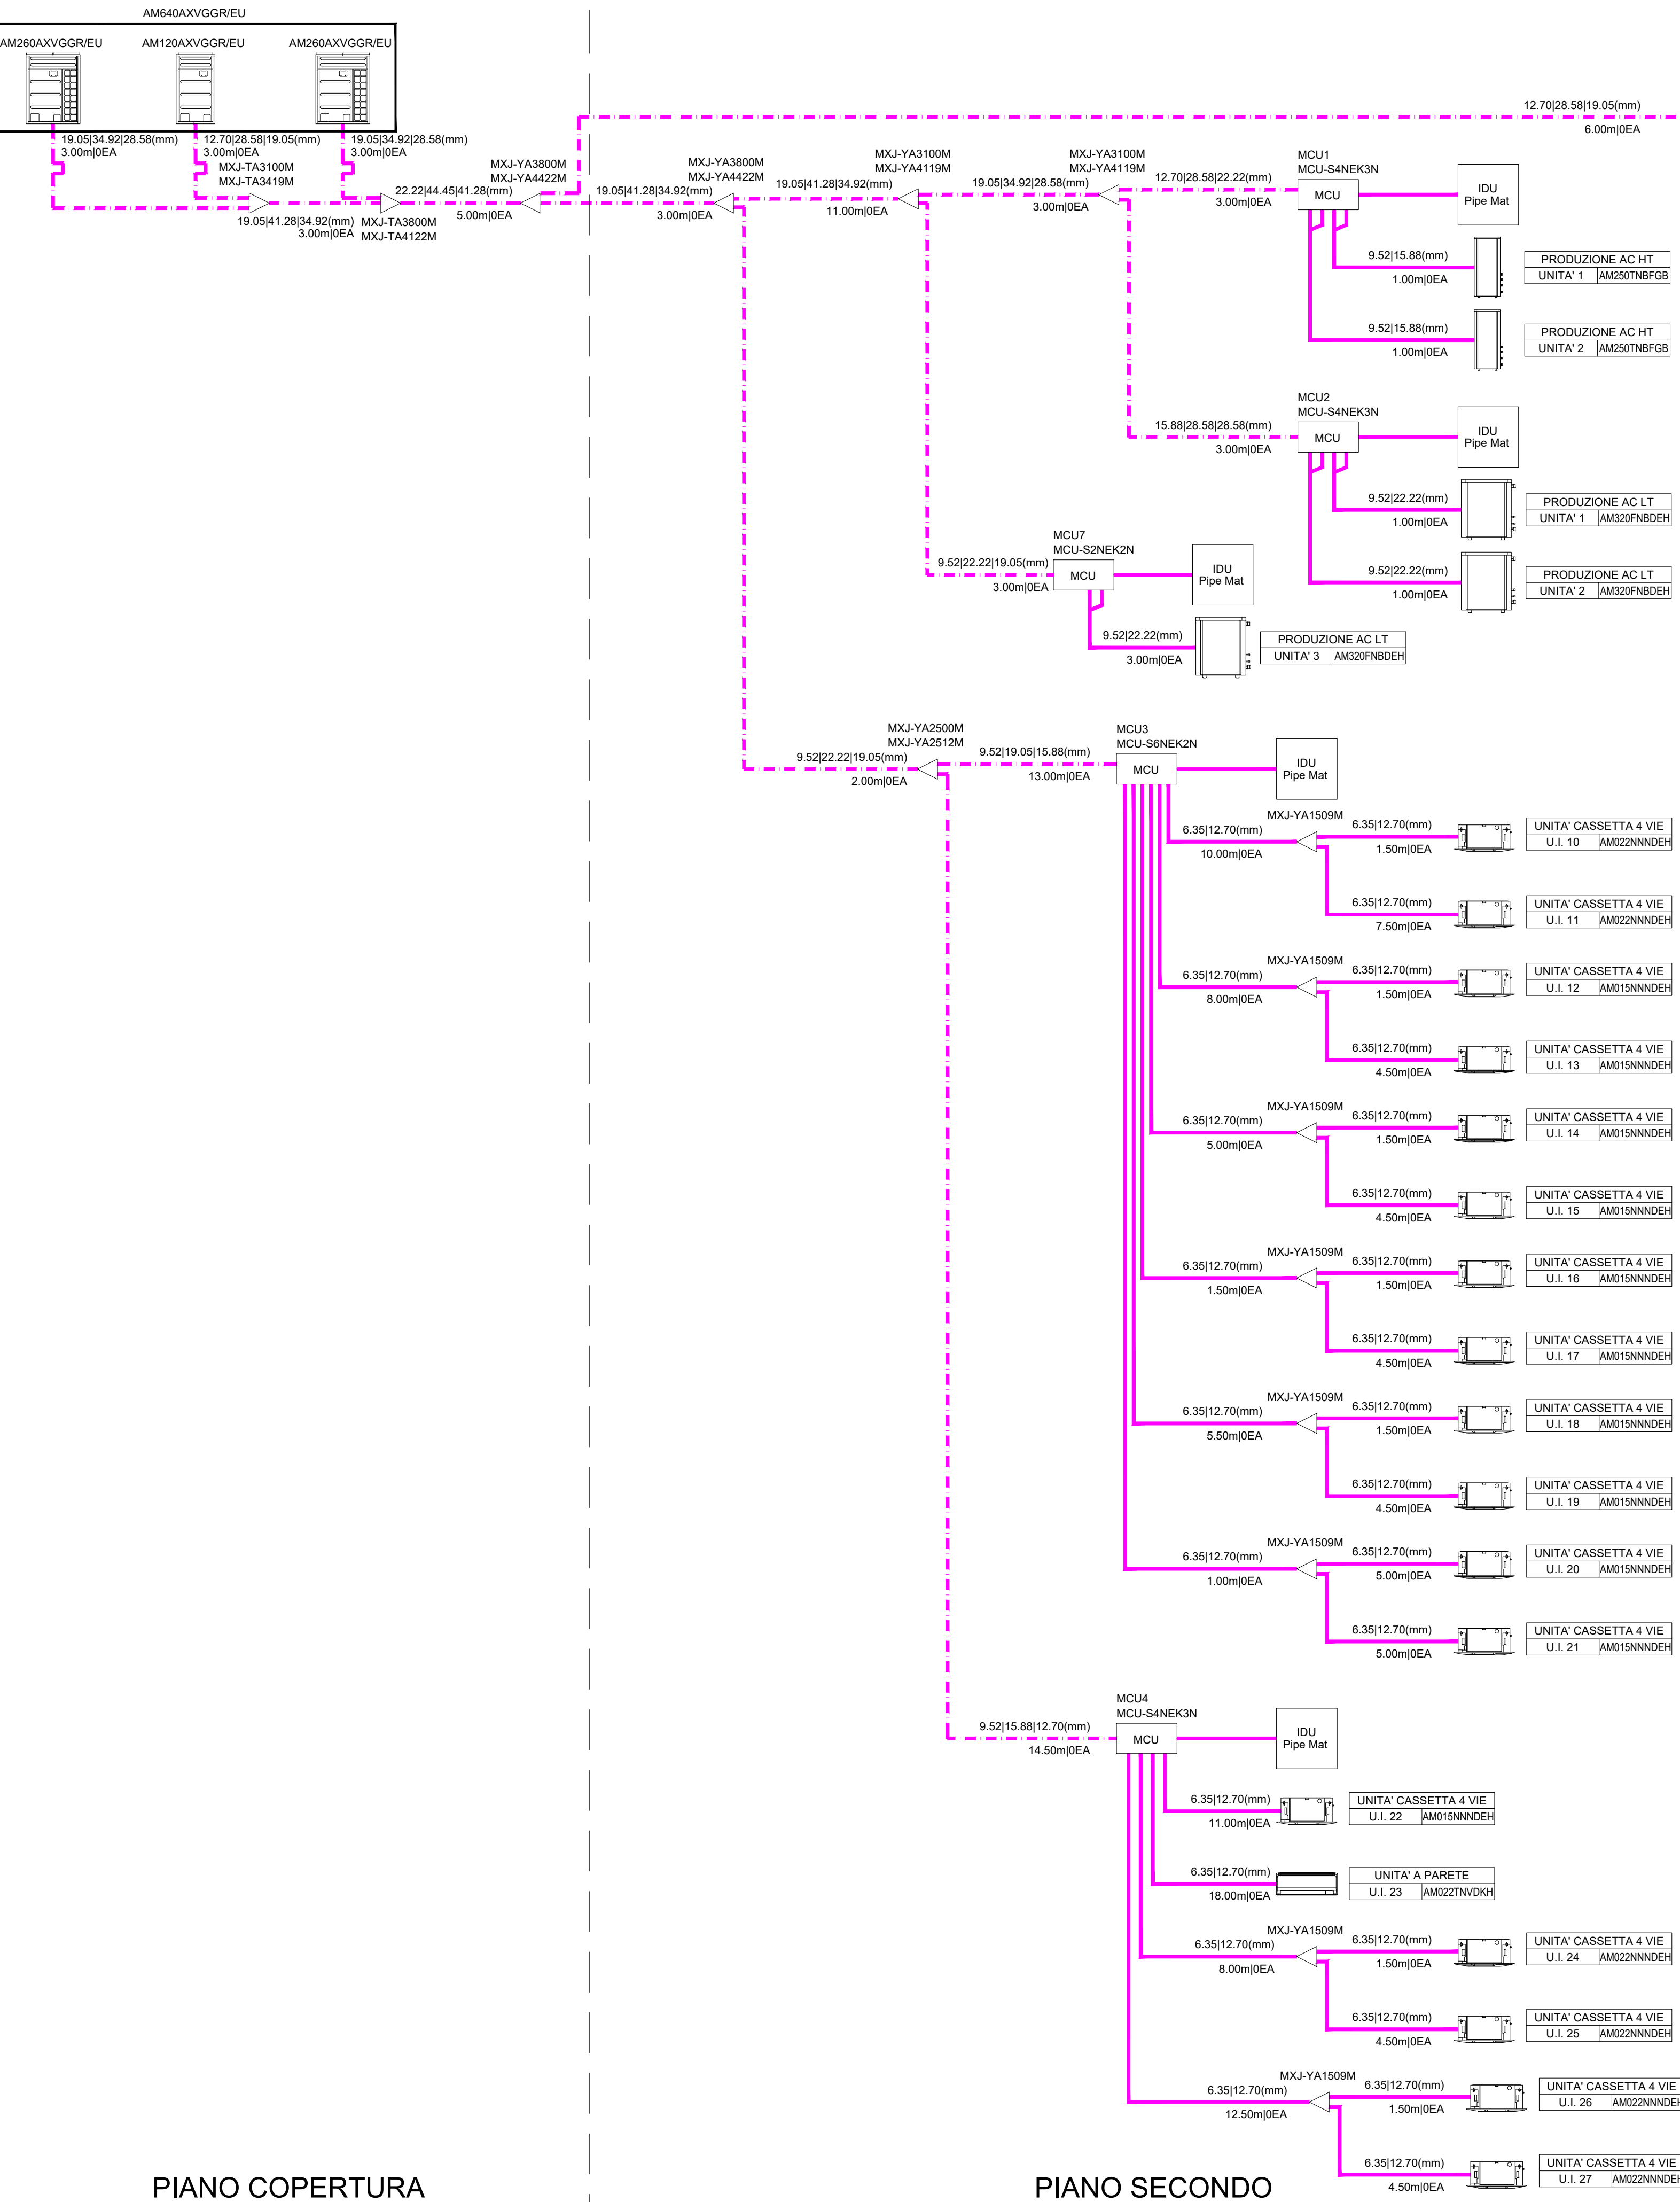 AM640AXVGGR/EU
AM260AXVGGR/EU
AM120AXVGGR/EU
AM260AXVGGR/EU
19.05|34.92|28.58(mm)
3.00m|0EA
12.70|28.58|19.05(mm)
3.00m|0EA
19.05|34.92|28.58(mm)
3.00m|0EA
MXJ-TA3100M
MXJ-TA3419M
19.05|41.28|34.92(mm)
3.00m|0EA
MXJ-TA3800M
MXJ-TA4122M
22.22|44.45|41.28(mm)
5.00m|0EA
MXJ-YA3800M
MXJ-YA4422M
12.70|28.58|19.05(mm)
6.00m|0EA
19.05|41.28|34.92(mm)
3.00m|0EA
MXJ-YA3800M
MXJ-YA4422M
19.05|41.28|34.92(mm)
11.00m|0EA
MXJ-YA3100M
MXJ-YA4119M
19.05|34.92|28.58(mm)
3.00m|0EA
MXJ-YA3100M
MXJ-YA4119M
12.70|28.58|22.22(mm)
3.00m|0EA
MCU1
MCU-S4NEK3N
MCU
IDU
Pipe Mat
9.52|15.88(mm)
1.00m|0EA
PRODUZIONE AC HT
UNITA' 1 AM250TNBFGB
9.52|15.88(mm)
1.00m|0EA
PRODUZIONE AC HT
UNITA' 2 AM250TNBFGB
15.88|28.58|28.58(mm)
3.00m|0EA
MCU2
MCU-S4NEK3N
MCU
IDU
Pipe Mat
9.52|22.22(mm)
1.00m|0EA
PRODUZIONE AC LT
UNITA' 1 AM320FNBDEH
9.52|22.22(mm)
1.00m|0EA
PRODUZIONE AC LT
UNITA' 2 AM320FNBDEH
9.52|22.22|19.05(mm)
3.00m|0EA
MCU7
MCU-S2NEK2N
MCU
IDU
Pipe Mat
9.52|22.22(mm)
3.00m|0EA
PRODUZIONE AC LT
UNITA' 3 AM320FNBDEH
9.52|22.22|19.05(mm)
2.00m|0EA
MXJ-YA2500M
MXJ-YA2512M
9.52|19.05|15.88(mm)
13.00m|0EA
MCU3
MCU-S6NEK2N
MCU
IDU
Pipe Mat
6.35|12.70(mm)
10.00m|0EA
MXJ-YA1509M
6.35|12.70(mm)
1.50m|0EA
UNITA' CASSETTA 4 VIE
U.I. 10 AM022NNNDEH
6.35|12.70(mm)
7.50m|0EA
UNITA' CASSETTA 4 VIE
U.I. 11 AM022NNNDEH
6.35|12.70(mm)
8.00m|0EA
MXJ-YA1509M
6.35|12.70(mm)
1.50m|0EA
UNITA' CASSETTA 4 VIE
U.I. 12 AM015NNNDEH
6.35|12.70(mm)
4.50m|0EA
UNITA' CASSETTA 4 VIE
U.I. 13 AM015NNNDEH
6.35|12.70(mm)
5.00m|0EA
MXJ-YA1509M
6.35|12.70(mm)
1.50m|0EA
UNITA' CASSETTA 4 VIE
U.I. 14 AM015NNNDEH
6.35|12.70(mm)
4.50m|0EA
UNITA' CASSETTA 4 VIE
U.I. 15 AM015NNNDEH
6.35|12.70(mm)
1.50m|0EA
MXJ-YA1509M
6.35|12.70(mm)
1.50m|0EA
UNITA' CASSETTA 4 VIE
U.I. 16 AM015NNNDEH
6.35|12.70(mm)
4.50m|0EA
UNITA' CASSETTA 4 VIE
U.I. 17 AM015NNNDEH
6.35|12.70(mm)
5.50m|0EA
MXJ-YA1509M
6.35|12.70(mm)
1.50m|0EA
UNITA' CASSETTA 4 VIE
U.I. 18 AM015NNNDEH
6.35|12.70(mm)
4.50m|0EA
UNITA' CASSETTA 4 VIE
U.I. 19 AM015NNNDEH
6.35|12.70(mm)
1.00m|0EA
MXJ-YA1509M
6.35|12.70(mm)
5.00m|0EA
UNITA' CASSETTA 4 VIE
U.I. 20 AM015NNNDEH
6.35|12.70(mm)
5.00m|0EA
UNITA' CASSETTA 4 VIE
U.I. 21 AM015NNNDEH
9.52|15.88|12.70(mm)
14.50m|0EA
MCU4
MCU-S4NEK3N
MCU
IDU
Pipe Mat
6.35|12.70(mm)
11.00m|0EA
UNITA' CASSETTA 4 VIE
U.I. 22 AM015NNNDEH
6.35|12.70(mm)
18.00m|0EA
UNITA' A PARETE
U.I. 23 AM022TNVDKH
6.35|12.70(mm)
8.00m|0EA
MXJ-YA1509M
6.35|12.70(mm)
1.50m|0EA
UNITA' CASSETTA 4 VIE
U.I. 24 AM022NNNDEH
6.35|12.70(mm)
4.50m|0EA
UNITA' CASSETTA 4 VIE
U.I. 25 AM022NNNDEH
6.35|12.70(mm)
12.50m|0EA
MXJ-YA1509M
6.35|12.70(mm)
1.50m|0EA
UNITA' CASSETTA 4 VIE
U.I. 26 AM022NNNDEH
6.35|12.70(mm)
4.50m|0EA
UNITA' CASSETTA 4 VIE
U.I. 27 AM022NNNDEH
PIANO COPERTURA
PIANO SECONDO